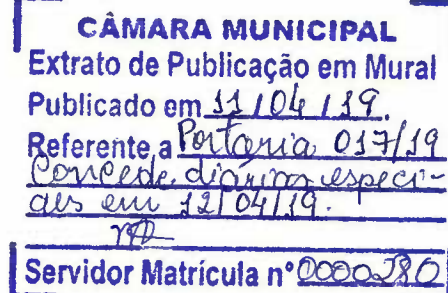 CÂMARA MUNICIPAL
Extrato de Publicação em Mural
Publicado em 11/04/19.
Referente a Portaria 017/19
Concede diárias especi-
ais em 12/04/19.
Servidor Matrícula nº 0000280